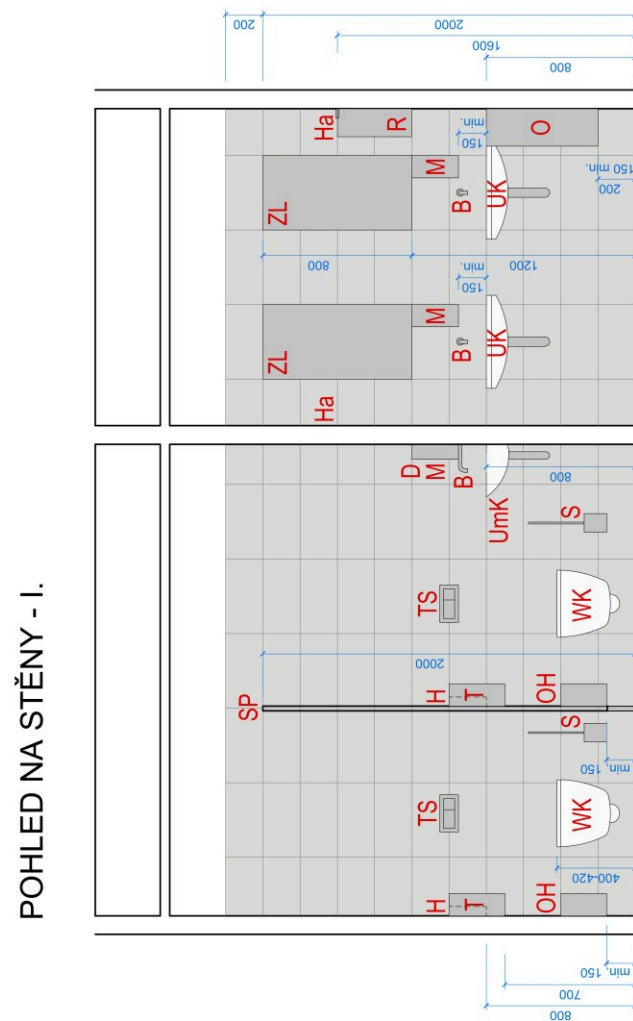 POHLED NA STĚNY - I.
200
2000
1600
800
Ha
R
O
ZL
M
B
UK
min.
150
150 min.
200
800
1200
ZL
M
B
UK
min.
150
Ha
D
M
B
UmK
800
S
TS
WK
2000
SP
H
T
OH
S
min.
150
TS
WK
400-420
H
T
OH
min.
150
700
800